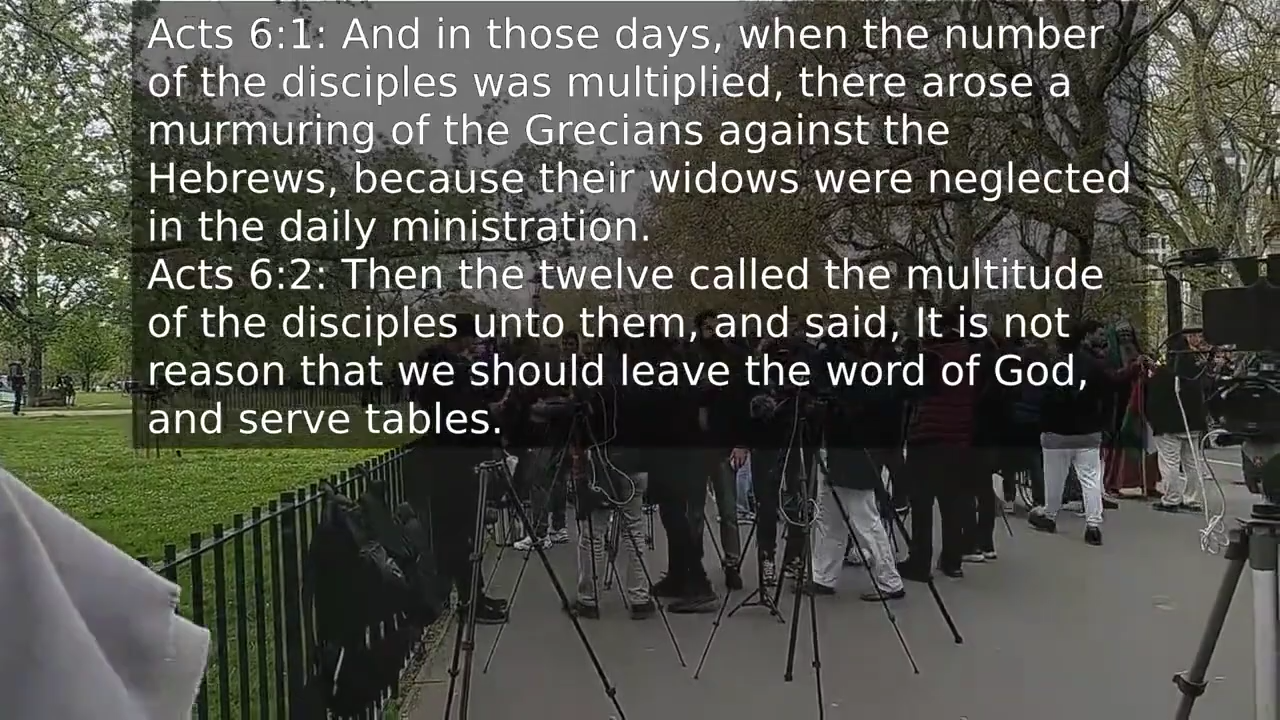 Acts 6:1: And in those days, when the number
of the disciples was multiplied, there arose a
murmuring of the Grecians against the
Hebrews, because their widows were neglected
in the daily ministration.
Acts 6:2: Then the twelve called the multitude
of the disciples unto them, and said, It is not
reason that we should leave the word of God,
and serve tables.